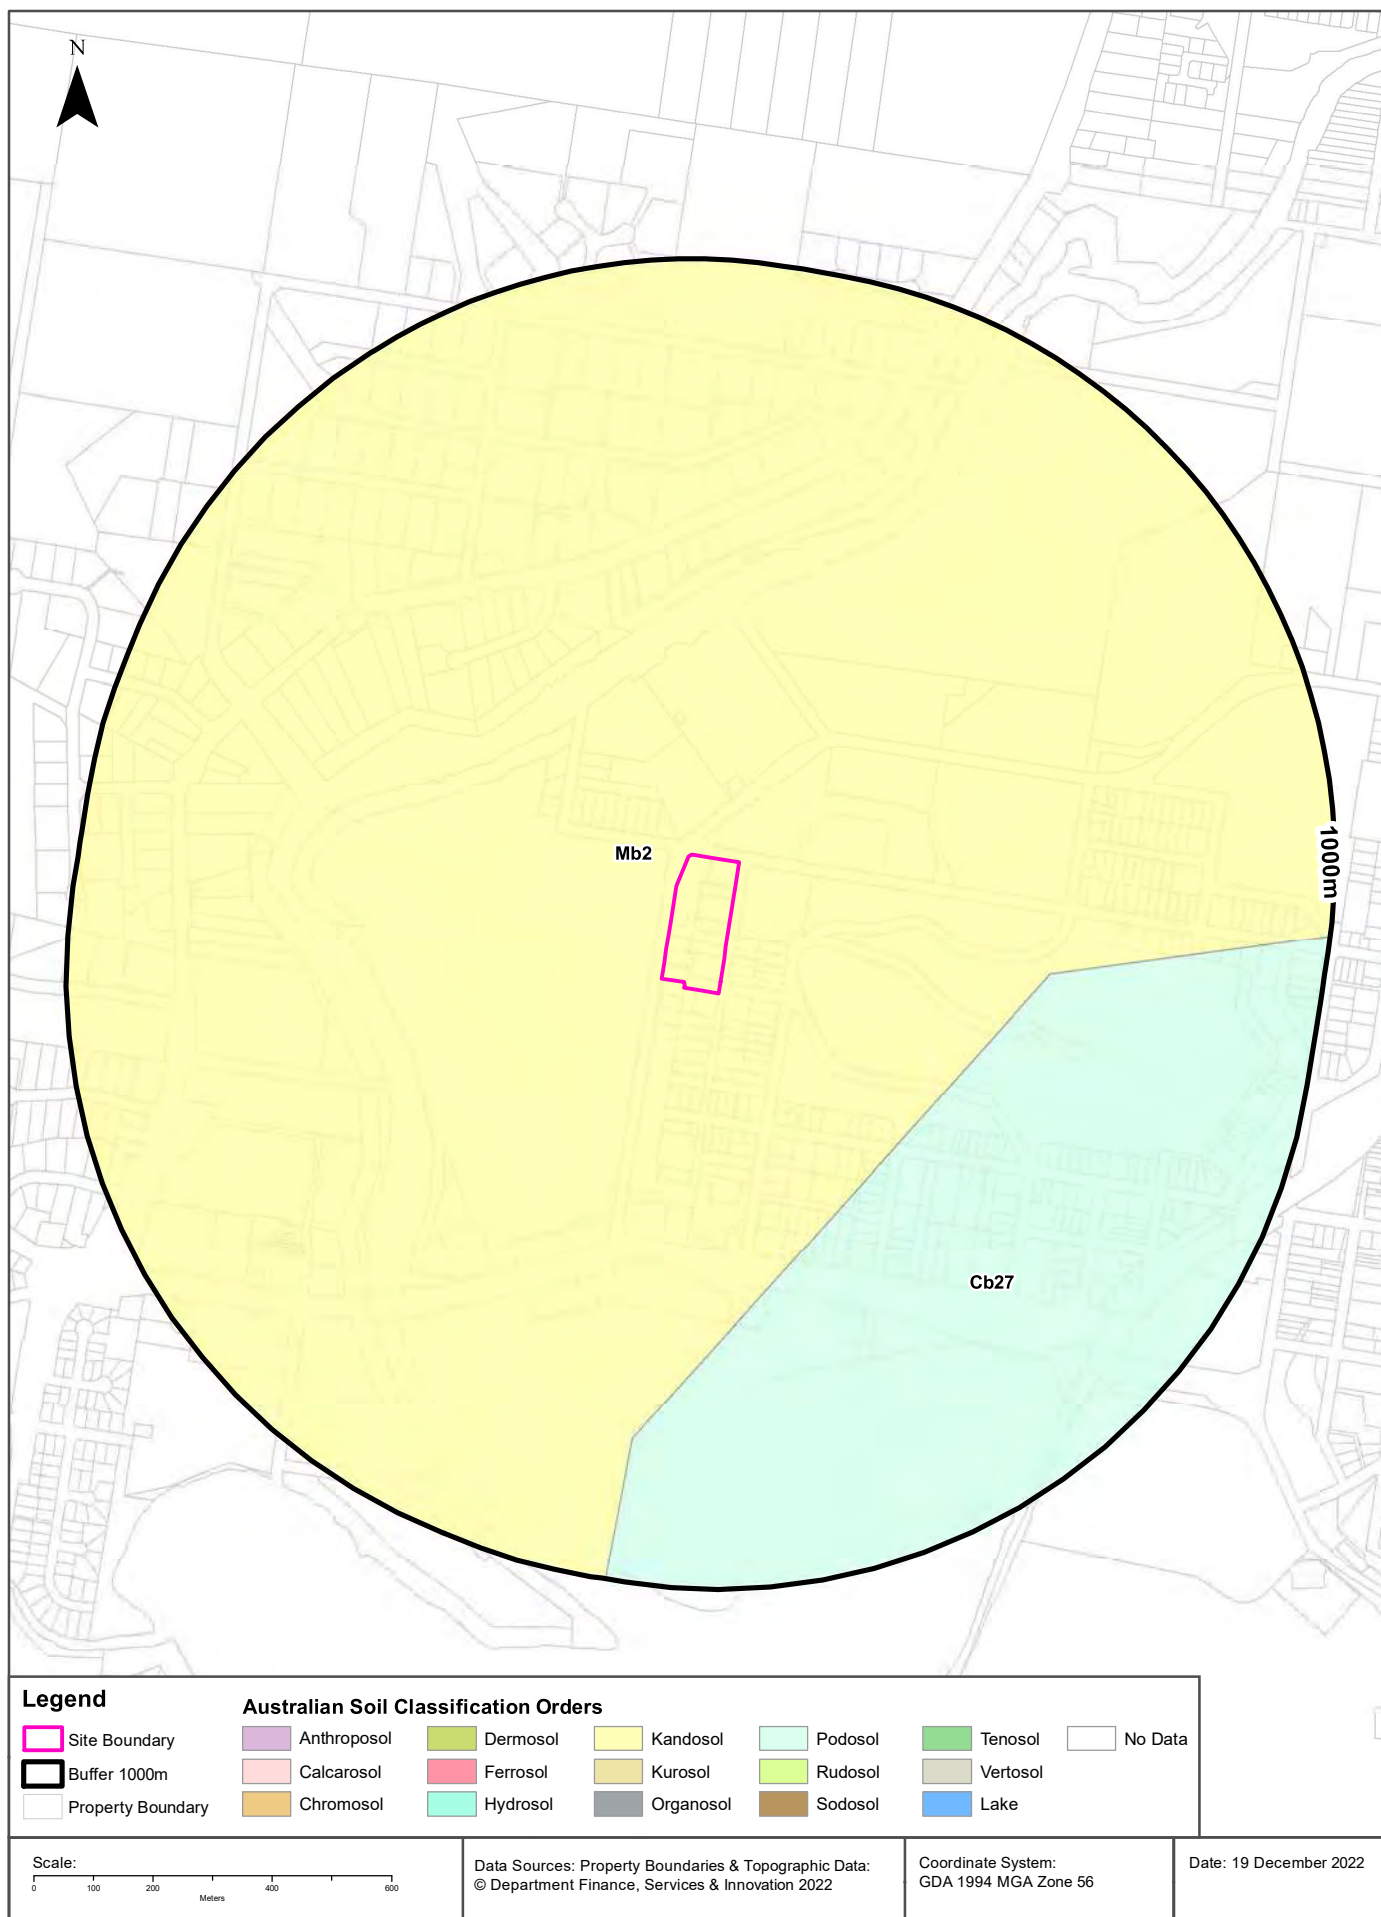 N
Mb2
1000m
Cb27
Legend
Site Boundary
Buffer 1000m
Property Boundary
Australian Soil Classification Orders
Anthroposol
Calcarosol
Chromosol
Dermosol
Ferrosol
Hydrosol
Kandosol
Kurosol
Organosol
Podosol
Rudosol
Sodosol
Tenosol
Vertosol
Lake
No Data
Scale:
0 100 200 400 600
Meters
Data Sources: Property Boundaries & Topographic Data:
© Department Finance, Services & Innovation 2022
Coordinate System:
GDA 1994 MGA Zone 56
Date: 19 December 2022